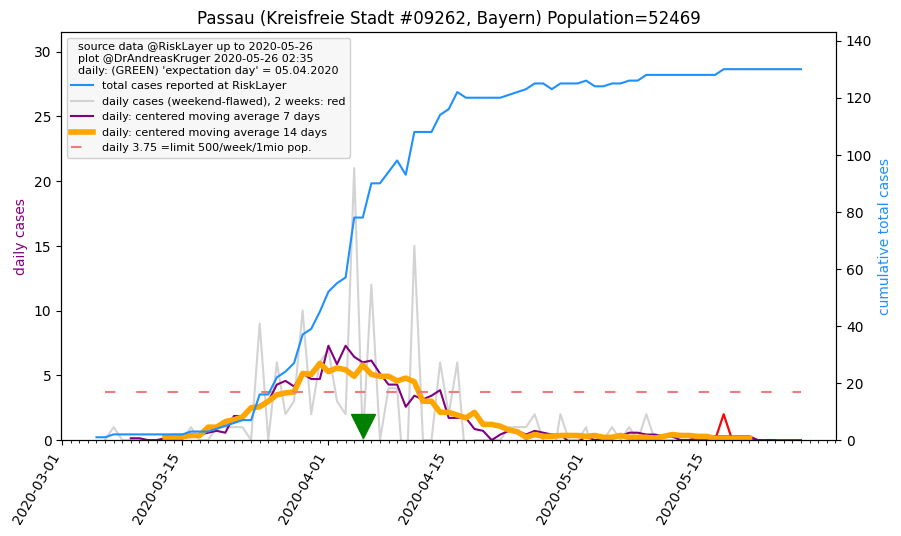 Passau (Kreisfreie Stadt #09262, Bayern) Population=52469
source data @RiskLayer up to 2020-05-26
plot @DrAndreasKruger 2020-05-26 02:35
daily: (GREEN) 'expectation day' = 05.04.2020
total cases reported at RiskLayer
daily cases (weekend-flawed), 2 weeks: red
daily: centered moving average 7 days
daily: centered moving average 14 days
daily 3.75 =limit 500/week/1mio pop.
daily cases
30
25
20
15
10
5
0
cumulative total cases
140
120
100
80
60
40
20
0
2020-03-01
2020-03-15
2020-04-01
2020-04-15
2020-05-01
2020-05-15